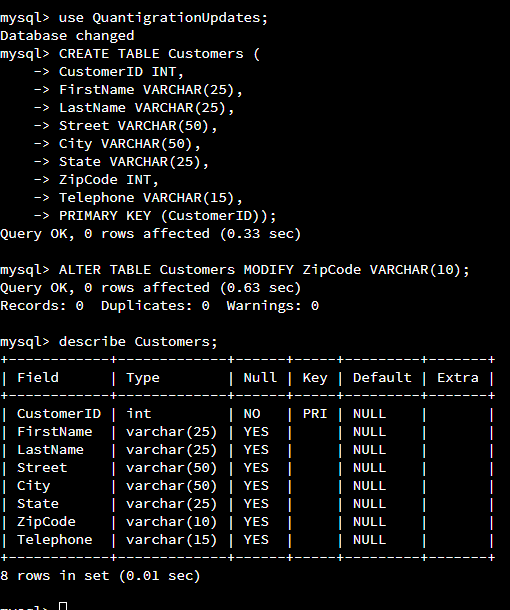 mysql> use QuantigrationUpdates;
Database changed
mysql> CREATE TABLE Customers (
    -> CustomerID INT,
    -> FirstName VARCHAR(25),
    -> LastName VARCHAR(25),
    -> Street VARCHAR(50),
    -> City VARCHAR(50),
    -> State VARCHAR(25),
    -> ZipCode INT,
    -> Telephone VARCHAR(15),
    -> PRIMARY KEY (CustomerID));
Query OK, 0 rows affected (0.33 sec)

mysql> ALTER TABLE Customers MODIFY ZipCode VARCHAR(10);
Query OK, 0 rows affected (0.63 sec)
Records: 0  Duplicates: 0  Warnings: 0

mysql> describe Customers;
+------------+-------------+------+-----+---------+-------+
| Field      | Type        | Null | Key | Default | Extra |
+------------+-------------+------+-----+---------+-------+
| CustomerID | int         | NO   | PRI | NULL    |       |
| FirstName  | varchar(25) | YES  |     | NULL    |       |
| LastName   | varchar(25) | YES  |     | NULL    |       |
| Street     | varchar(50) | YES  |     | NULL    |       |
| City       | varchar(50) | YES  |     | NULL    |       |
| State      | varchar(25) | YES  |     | NULL    |       |
| ZipCode    | varchar(10) | YES  |     | NULL    |       |
| Telephone  | varchar(15) | YES  |     | NULL    |       |
+------------+-------------+------+-----+---------+-------+
8 rows in set (0.01 sec)

mysql>